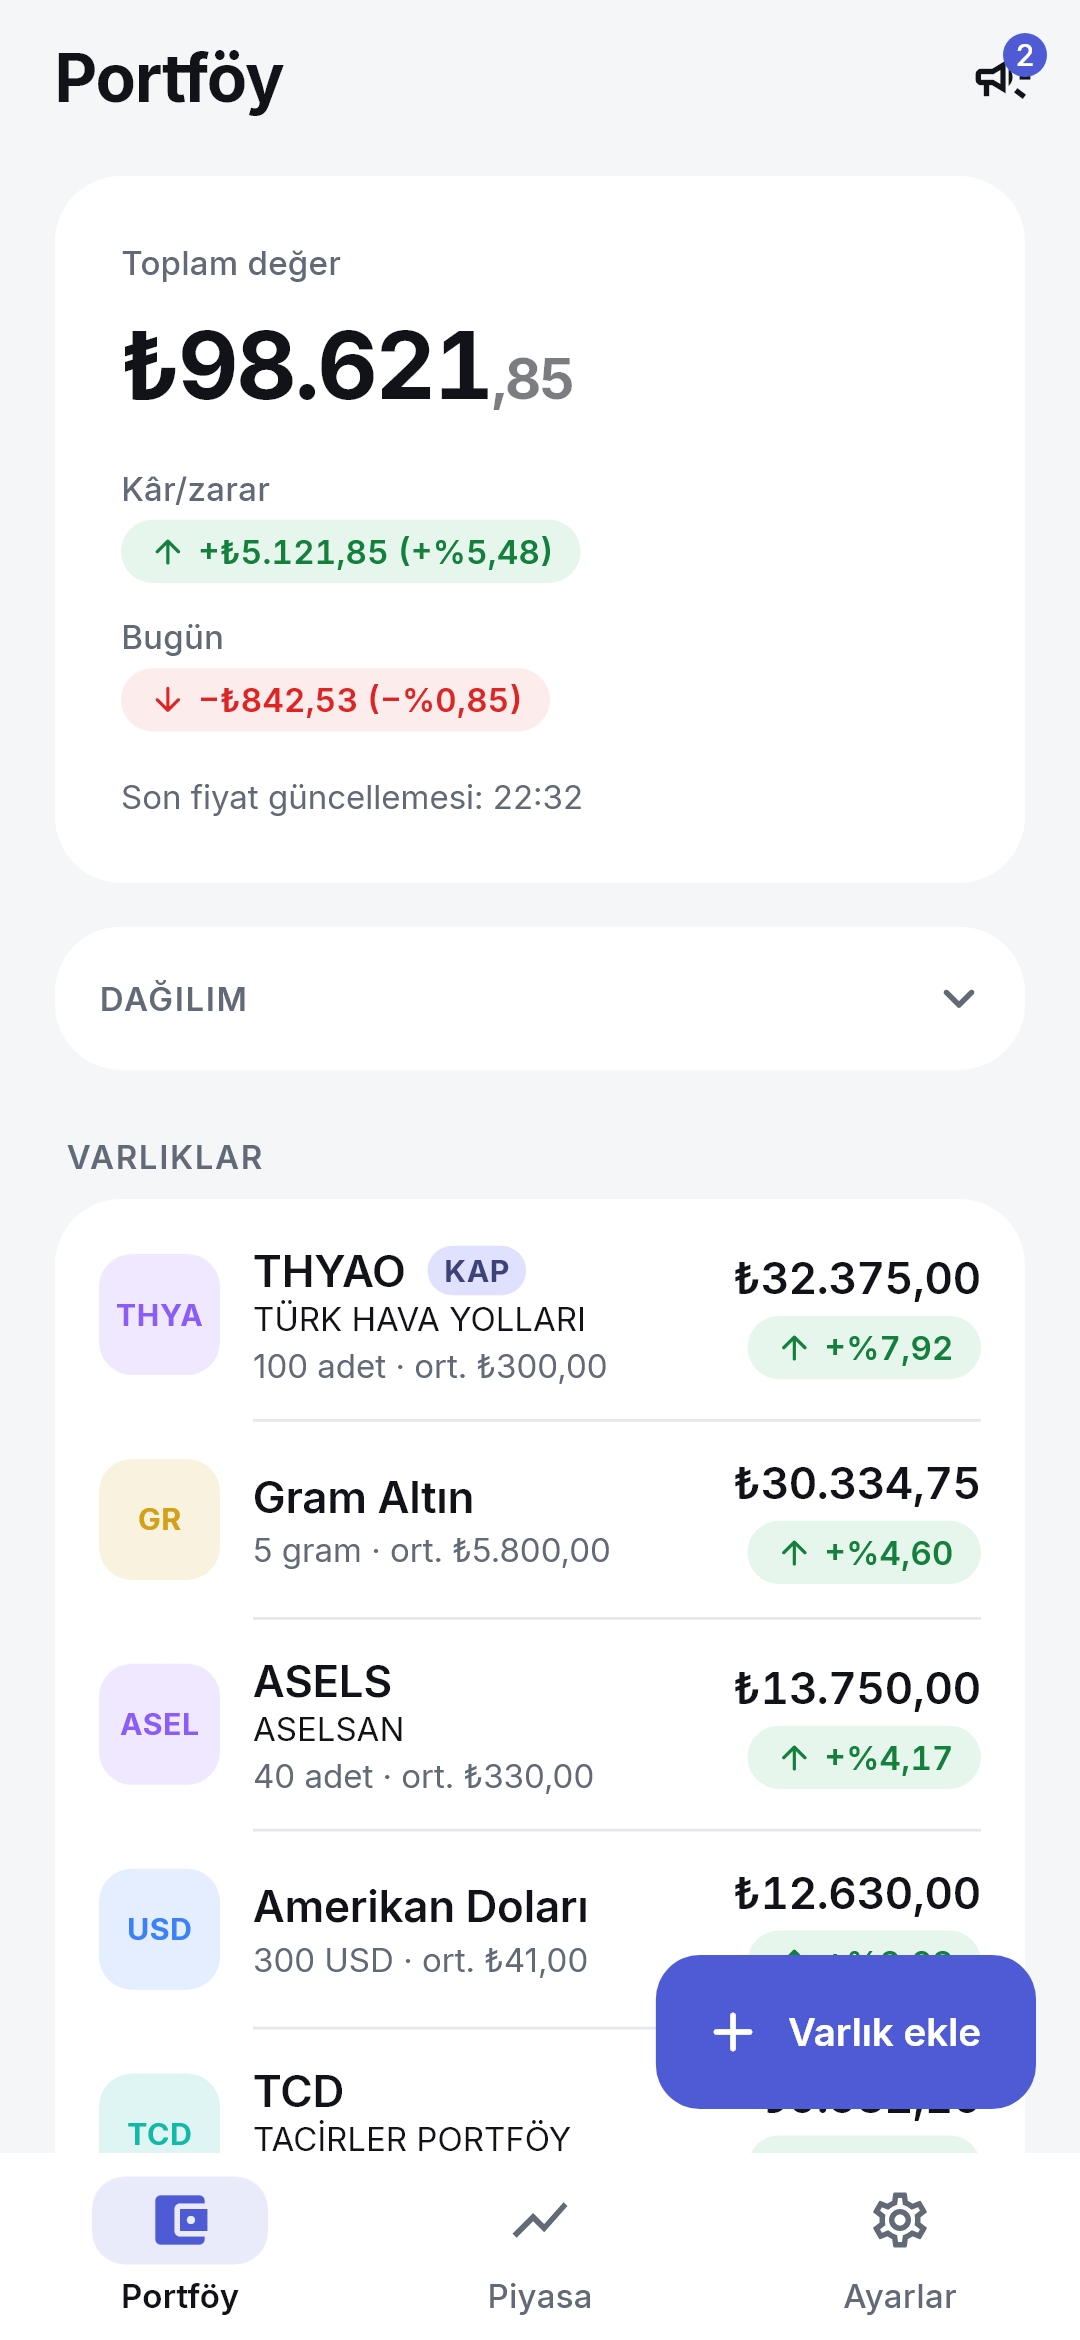 Portföy
2
Toplam değer
₺98.621,85
Kâr/zarar
↑ +₺5.121,85 (+%5,48)
Bugün
↓ −₺842,53 (−%0,85)
Son fiyat güncellemesi: 22:32
DAĞILIM
VARLIKLAR
THYA
THYAO KAP
TÜRK HAVA YOLLARI
100 adet · ort. ₺300,00
₺32.375,00
↑ +%7,92
GR
Gram Altın
5 gram · ort. ₺5.800,00
₺30.334,75
↑ +%4,60
ASEL
ASELS
ASELSAN
40 adet · ort. ₺330,00
₺13.750,00
↑ +%4,17
USD
Amerikan Doları
300 USD · ort. ₺41,00
₺12.630,00
+ Varlık ekle
TCD
TCD
TACİRLER PORTFÖY
Portföy
Piyasa
Ayarlar